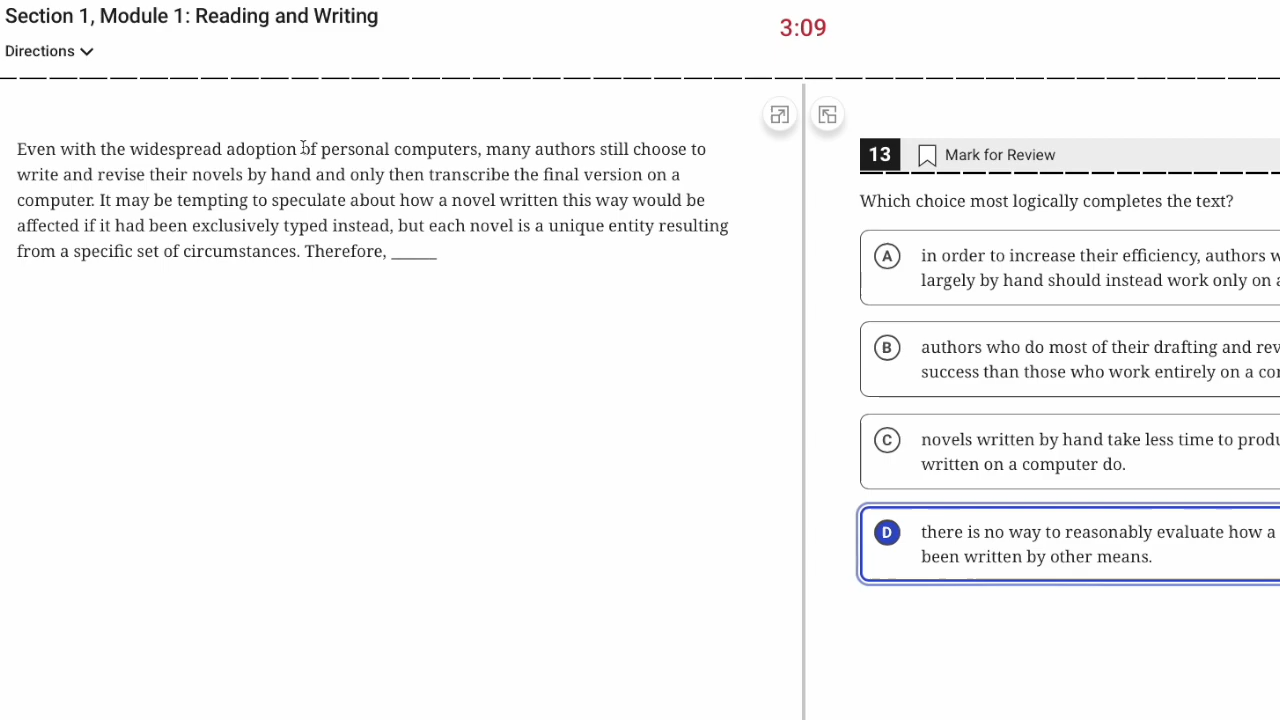 Section 1, Module 1: Reading and Writing
3:09
Directions
Even with the widespread adoption of personal computers, many authors still choose to
write and revise their novels by hand and only then transcribe the final version on a
computer. It may be tempting to speculate about how a novel written this way would be
affected if it had been exclusively typed instead, but each novel is a unique entity resulting
from a specific set of circumstances. Therefore, ______
13 Mark for Review
Which choice most logically completes the text?
A
in order to increase their efficiency, authors
largely by hand should instead work only on
B
authors who do most of their drafting and
success than those who work entirely on a
C
novels written by hand take less time to
written on a computer do.
D
there is no way to reasonably evaluate how a
been written by other means.